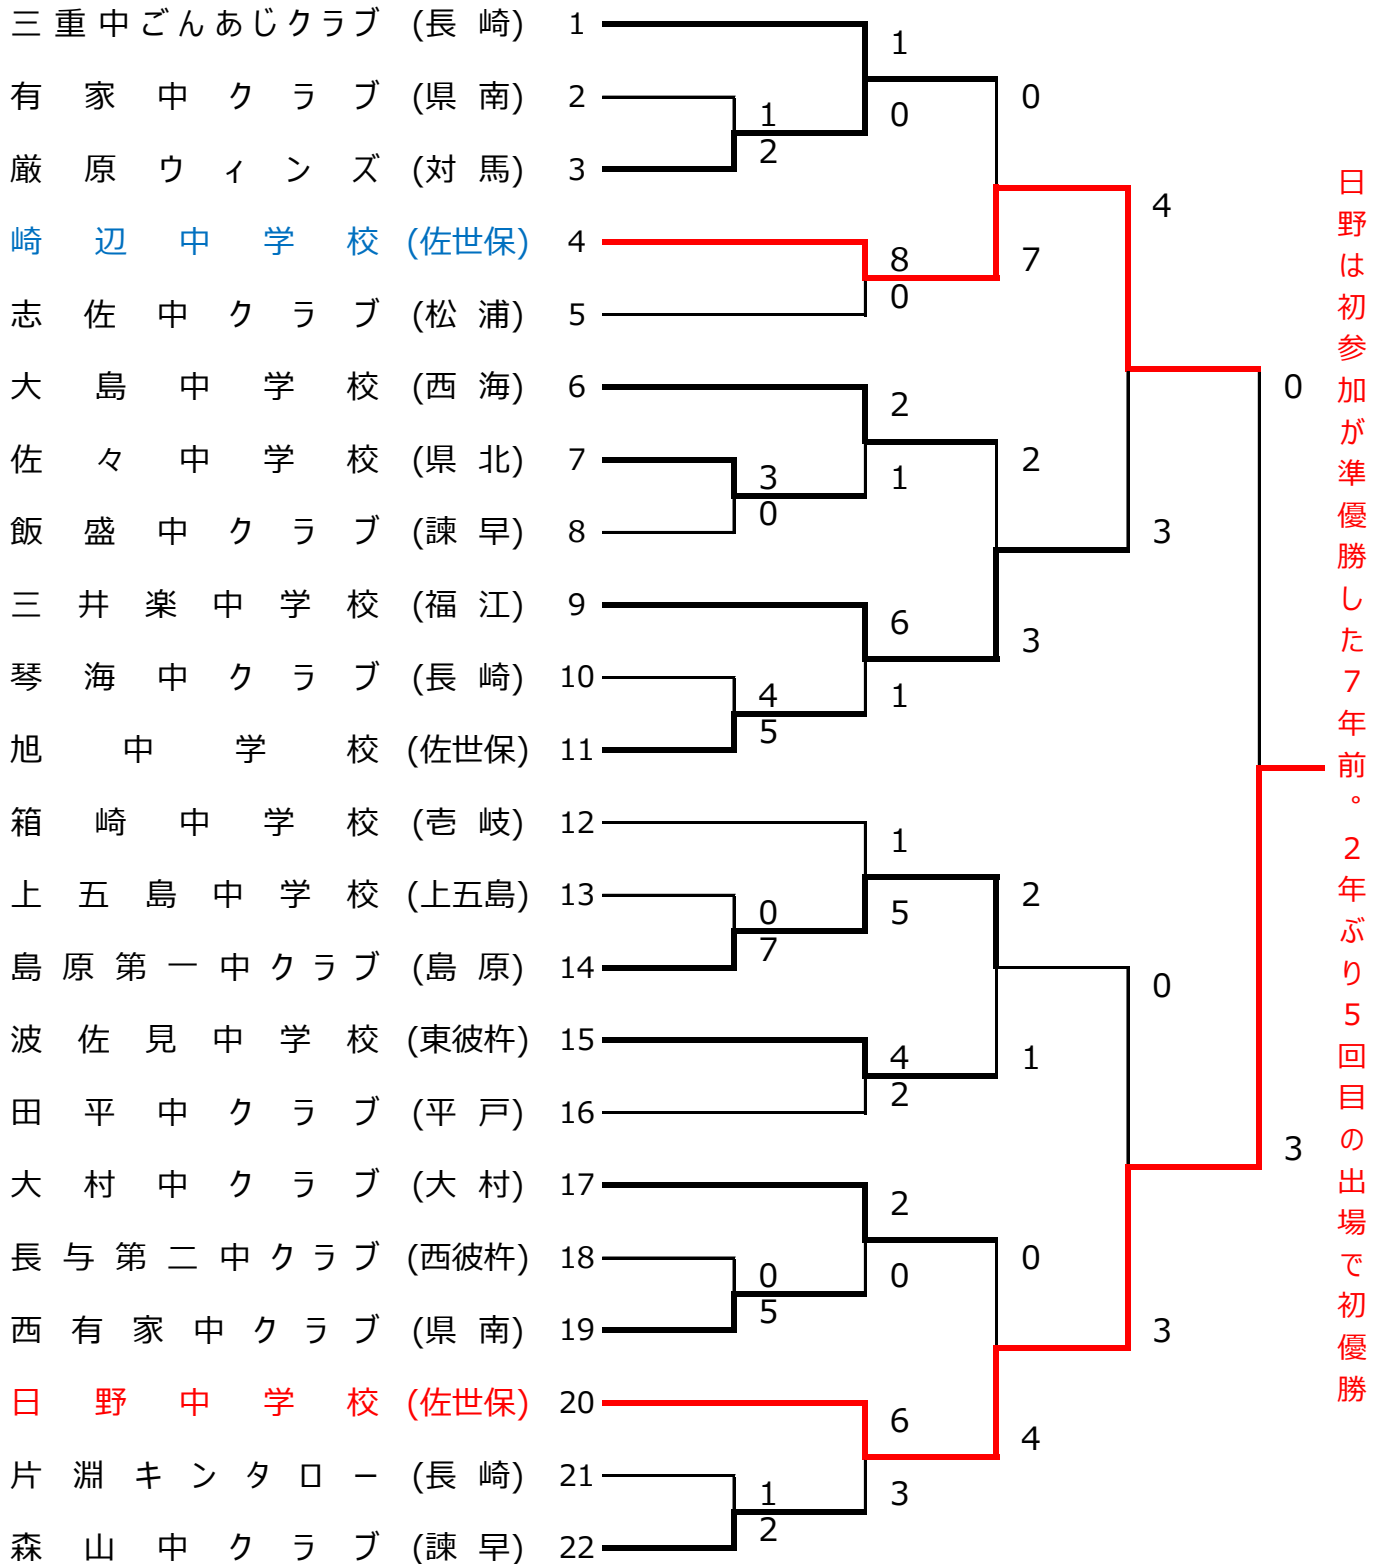 三重中ごんあじクラブ (長崎) 1
有家中クラブ (県南) 2
厳原ウィンズ (対馬) 3
崎辺中学校 (佐世保) 4
志佐中クラブ (松浦) 5
大島中学校 (西海) 6
佐々中学校 (県北) 7
飯盛中クラブ (諫早) 8
三井楽中学校 (福江) 9
琴海中クラブ (長崎) 10
旭中学校 (佐世保) 11
箱崎中学校 (壱岐) 12
上五島中学校 (上五島) 13
島原第一中クラブ (島原) 14
波佐見中学校 (東彼杵) 15
田平中クラブ (平戸) 16
大村中クラブ (大村) 17
長与第二中クラブ (西彼杵) 18
西有家中クラブ (県南) 19
日野中学校 (佐世保) 20
片淵キンタロー (長崎) 21
森山中クラブ (諫早) 22
1
2
3
0
4
5
0
7
0
5
1
2
1
0
8
0
2
1
6
1
1
5
4
2
2
0
6
3
0
7
2
3
2
1
0
4
4
3
0
3
0
3
日野は初参加が準優勝した7年前。2年ぶり5回目の出場で初優勝